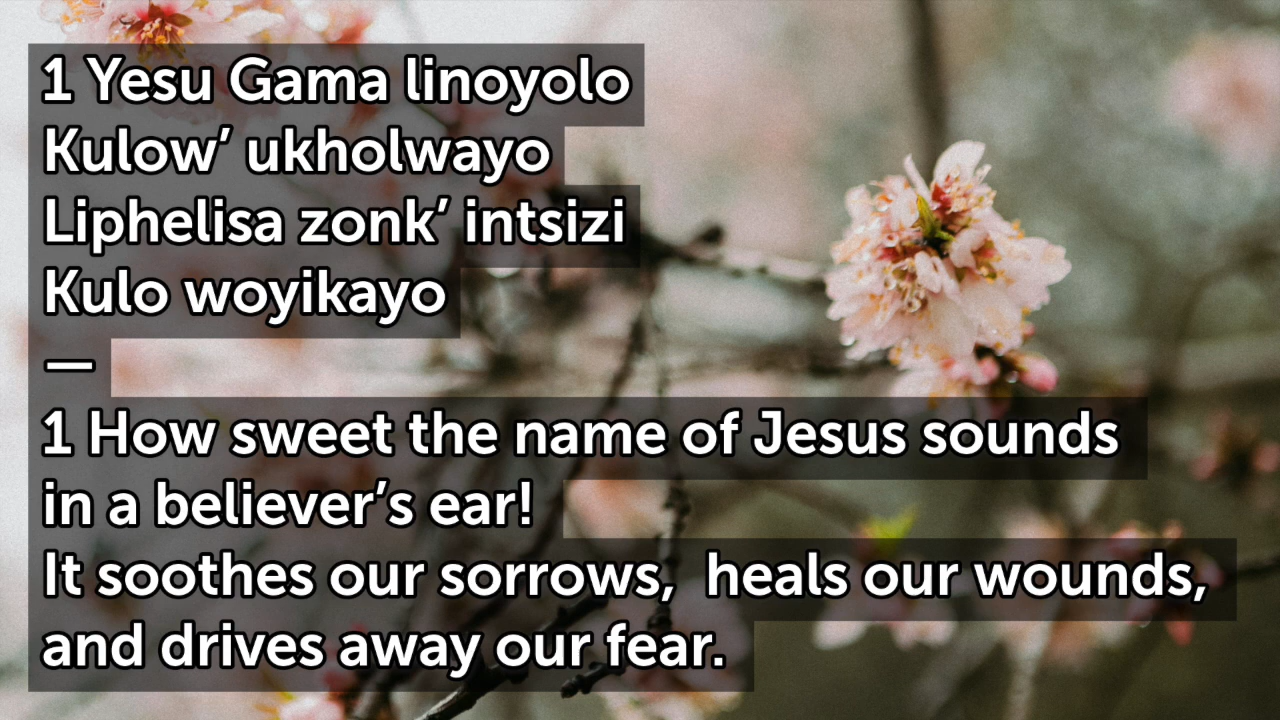 1 Yesu Gama linoyolo
Kulow’ ukholwayo
Liphelisa zonk’ intsizi
Kulo woyikayo
—
1 How sweet the name of Jesus sounds
in a believer’s ear!
It soothes our sorrows,  heals our wounds,
and drives away our fear.